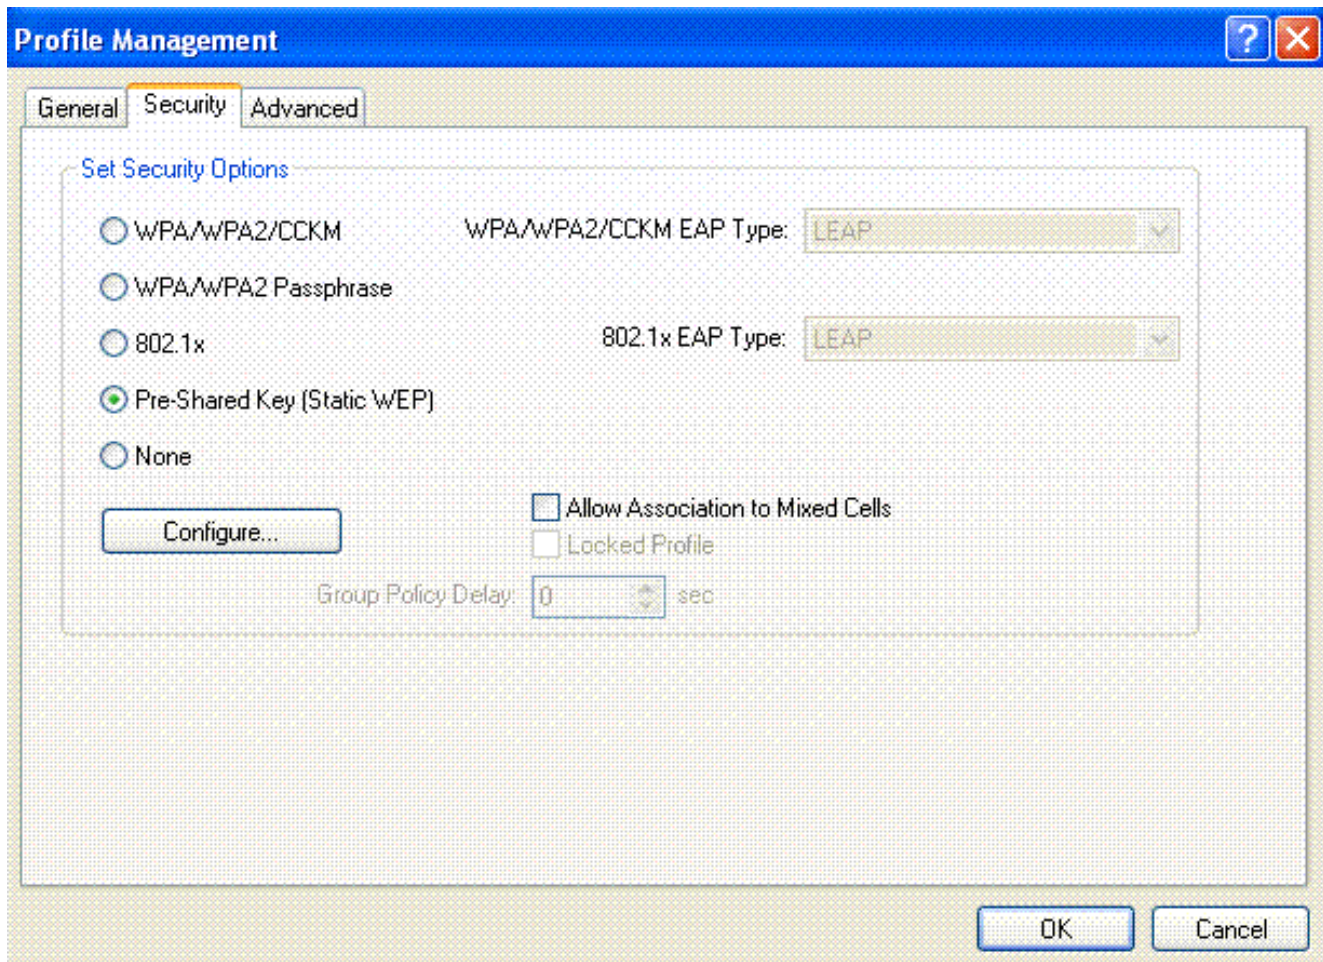 Profile Management
General Security Advanced
Set Security Options
WPA/WPA2/CCKM WPA/WPA2/CCKM EAP Type: LEAP
WPA/WPA2 Passphrase
802.1x 802.1x EAP Type: LEAP
Pre-Shared Key (Static WEP)
None
Allow Association to Mixed Cells
Configure...
Locked Profile
Group Policy Delay: 0 sec
OK Cancel